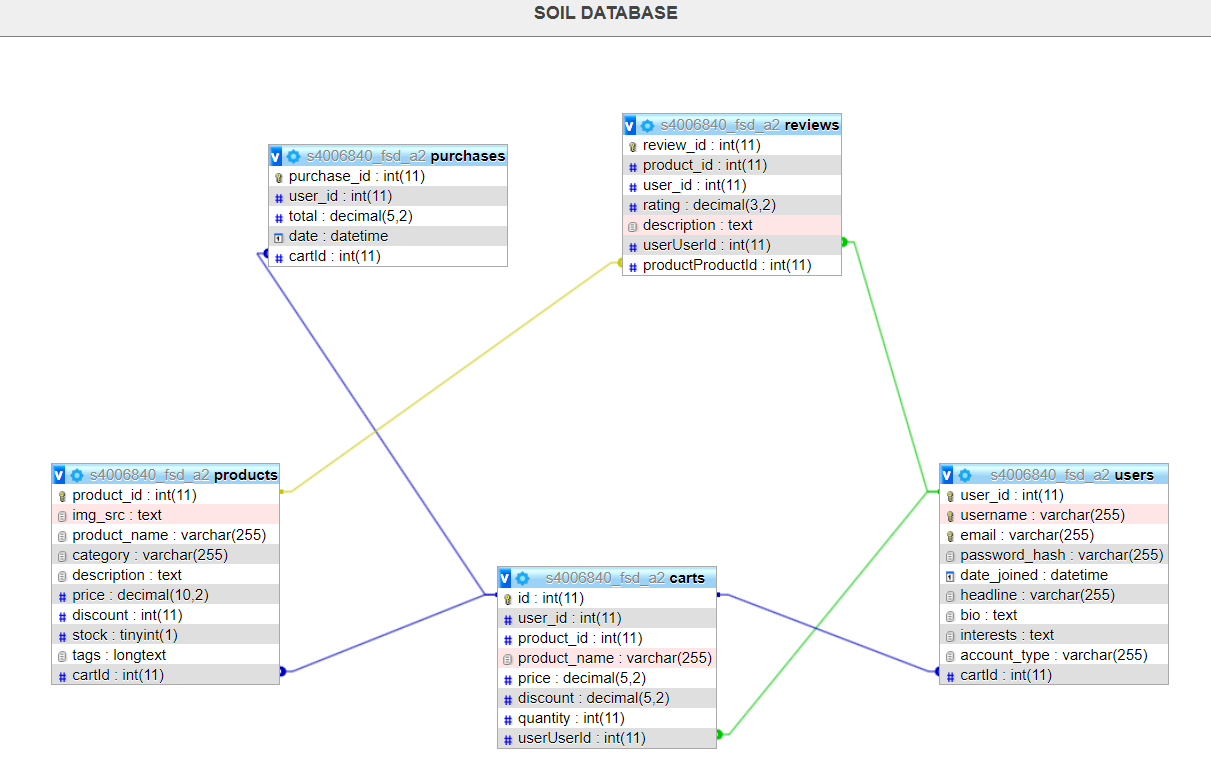 SOIL DATABASE
s4006840_fsd_a2 purchases
purchase_id : int(11)
user_id : int(11)
total : decimal(5,2)
date : datetime
cartId : int(11)
s4006840_fsd_a2 reviews
review_id : int(11)
product_id : int(11)
user_id : int(11)
rating : decimal(3,2)
description : text
userUserId : int(11)
productProductId : int(11)
s4006840_fsd_a2 products
product_id : int(11)
img_src : text
product_name : varchar(255)
category : varchar(255)
description : text
price : decimal(10,2)
discount : int(11)
stock : tinyint(1)
tags : longtext
cartId : int(11)
s4006840_fsd_a2 carts
id : int(11)
user_id : int(11)
product_id : int(11)
product_name : varchar(255)
price : decimal(5,2)
discount : decimal(5,2)
quantity : int(11)
userUserId : int(11)
s4006840_fsd_a2 users
user_id : int(11)
username : varchar(255)
email : varchar(255)
password_hash : varchar(255)
date_joined : datetime
headline : varchar(255)
bio : text
interests : text
account_type : varchar(255)
cartId : int(11)